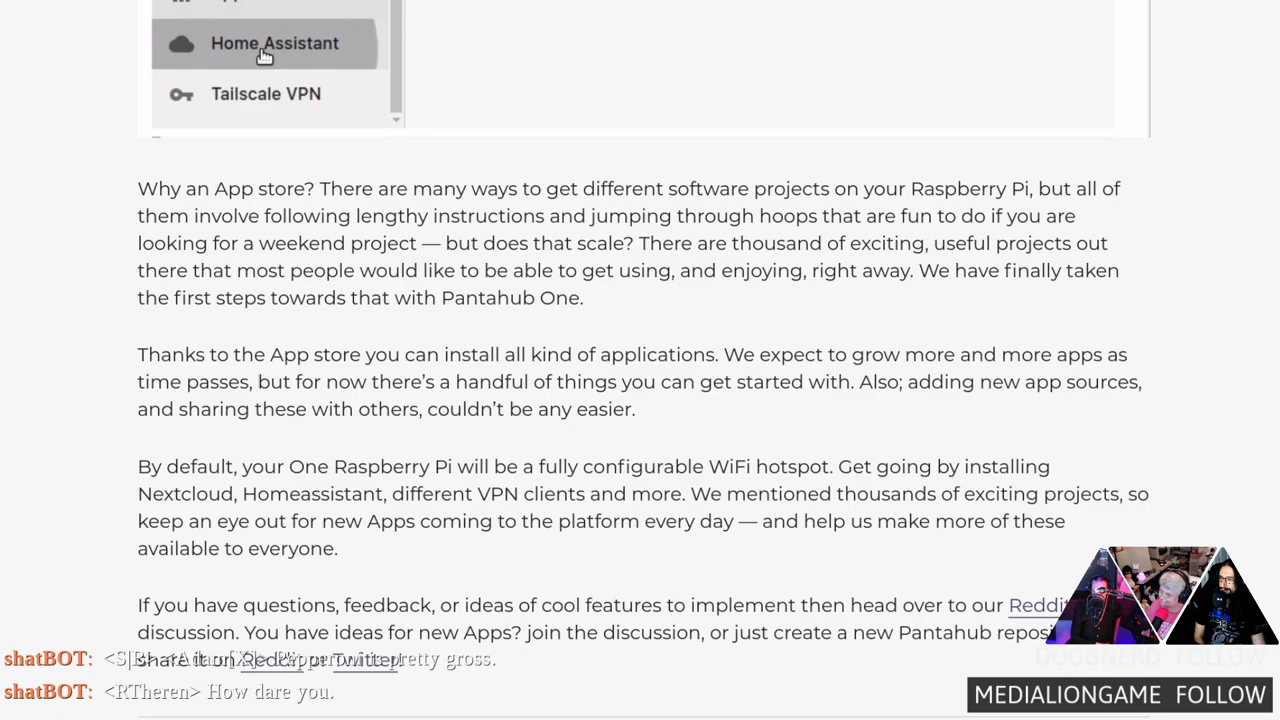 Home Assistant
Tailscale VPN
Why an App store? There are many ways to get different software projects on your Raspberry Pi, but all of
them involve following lengthy instructions and jumping through hoops that are fun to do if you are
looking for a weekend project — but does that scale? There are thousand of exciting, useful projects out
there that most people would like to be able to get using, and enjoying, right away. We have finally taken
the first steps towards that with Pantahub One.
Thanks to the App store you can install all kind of applications. We expect to grow more and more apps as
time passes, but for now there's a handful of things you can get started with. Also; adding new app sources,
and sharing these with others, couldn't be any easier.
By default, your One Raspberry Pi will be a fully configurable WiFi hotspot. Get going by installing
Nextcloud, Homeassistant, different VPN clients and more. We mentioned thousands of exciting projects, so
keep an eye out for new Apps coming to the platform every day — and help us make more of these
available to everyone.
If you have questions, feedback, or ideas of cool features to implement then head over to our Reddit
discussion. You have ideas for new Apps? join the discussion, or just create a new Pantahub
share it on Reddit or Twitter!
shatBOT: Pepperoni is pretty gross.
shatBOT: <RTheren> How dare you.
DOGGNERD FOLLOW
MEDIALIONGAME FOLLOW